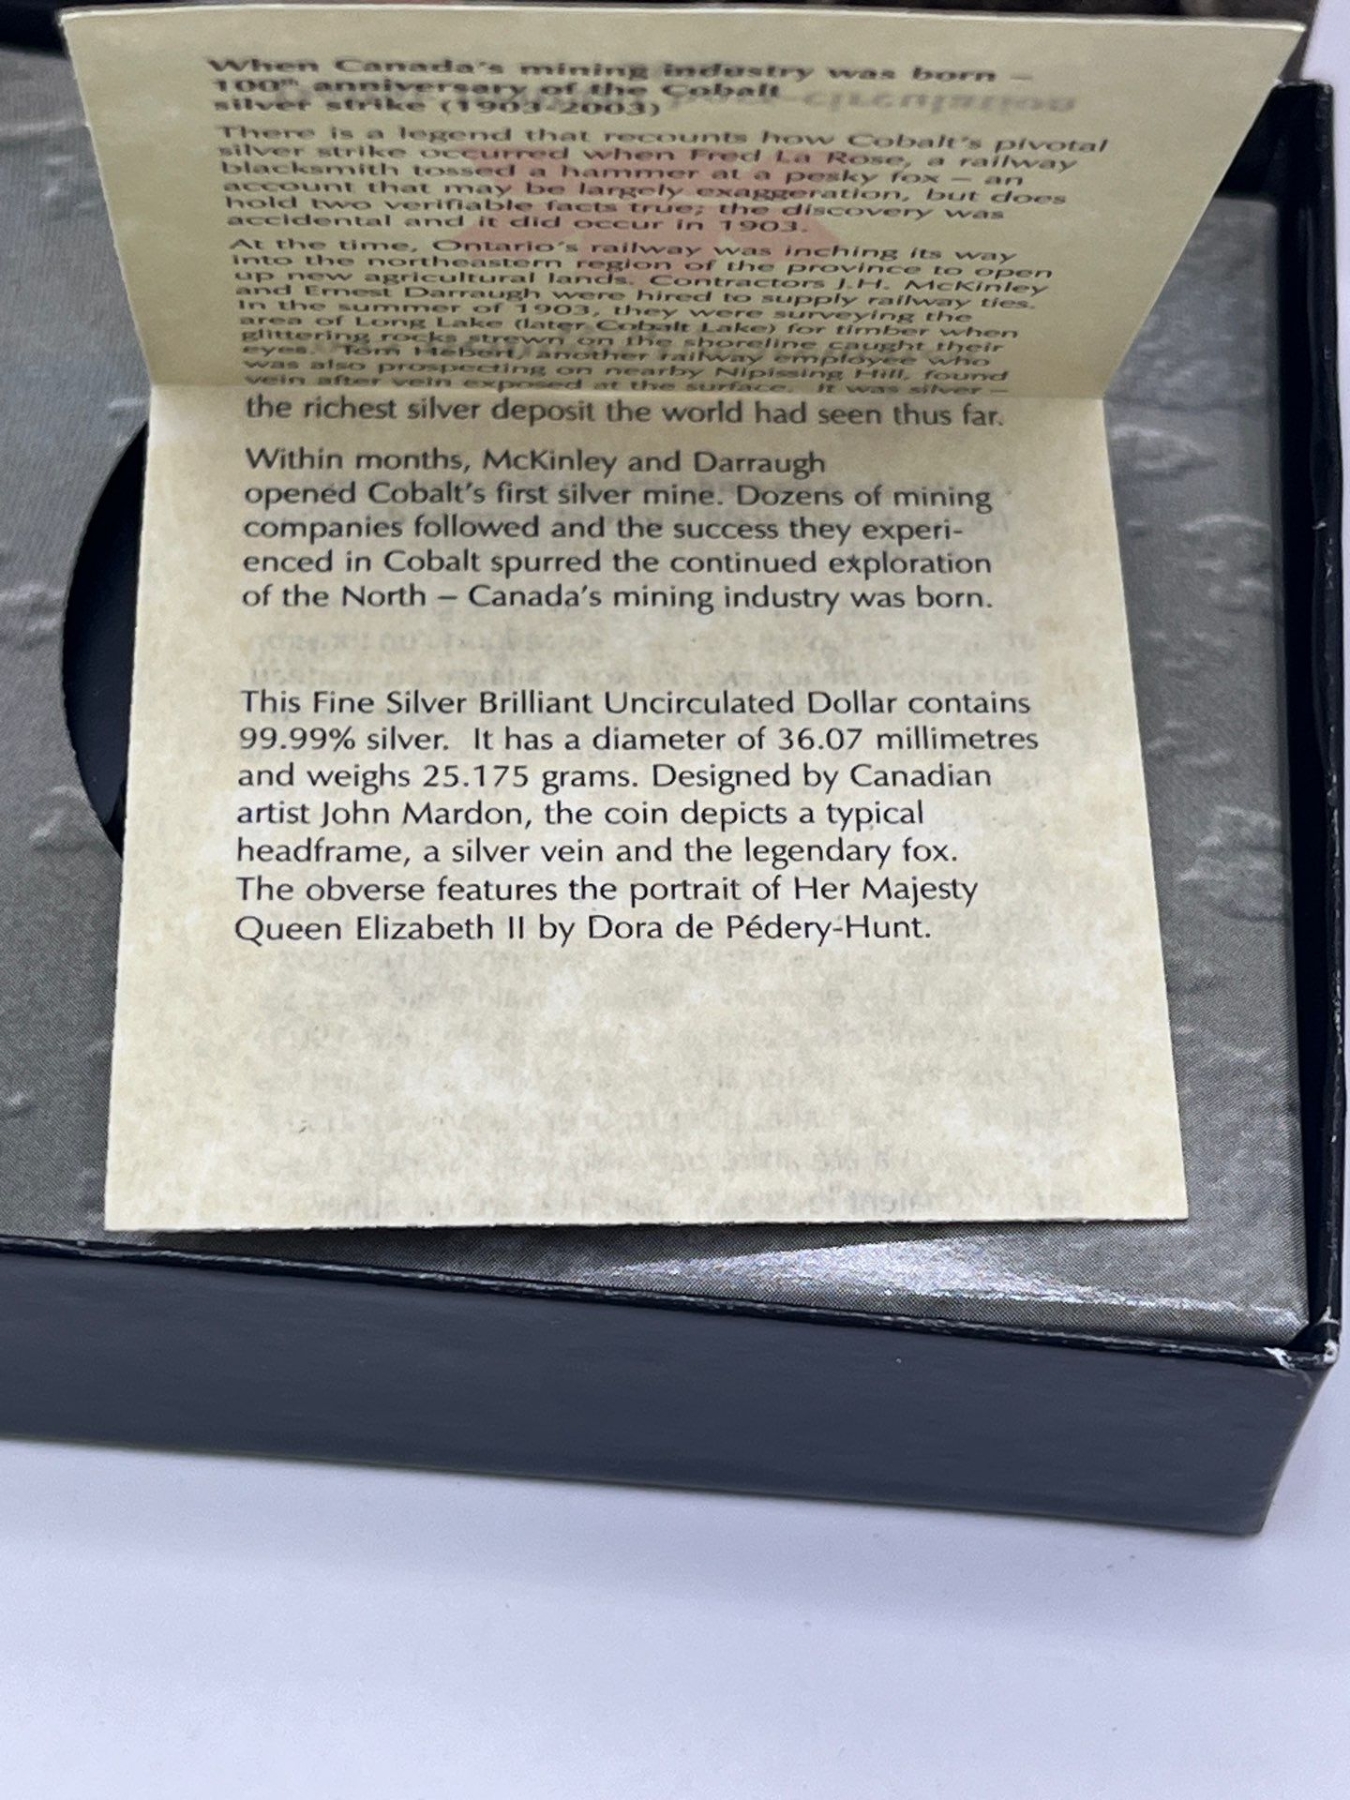 When Canada's mining industry was born –
100th anniversary of the Cobalt
silver strike (1903-2003)
There is a legend that recounts how Cobalt's pivotal
silver strike occurred when Fred La Rose, a railway
blacksmith tossed a hammer at a pesky fox – an
account that may be largely exaggeration, but does
hold two verifiable facts true; the discovery was
accidental and it did occur in 1903.
At the time, Ontario's railway was inching its way
into the northeastern region of the province to open
up new agricultural lands. Contractors J.H. McKinley
and Ernest Darraugh were hired to supply railway ties.
In the summer of 1903, they were surveying the
area of Long Lake (later Cobalt Lake) for timber when
glittering rocks strewn on the shoreline caught their
eyes. Tom Hebert, another railway employee who
was also prospecting on nearby Nipissing Hill, found
vein after vein exposed at the surface. It was silver –
the richest silver deposit the world had seen thus far.
Within months, McKinley and Darraugh
opened Cobalt's first silver mine. Dozens of mining
companies followed and the success they experi-
enced in Cobalt spurred the continued exploration
of the North – Canada's mining industry was born.
This Fine Silver Brilliant Uncirculated Dollar contains
99.99% silver. It has a diameter of 36.07 millimetres
and weighs 25.175 grams. Designed by Canadian
artist John Mardon, the coin depicts a typical
headframe, a silver vein and the legendary fox.
The obverse features the portrait of Her Majesty
Queen Elizabeth II by Dora de Pédery-Hunt.